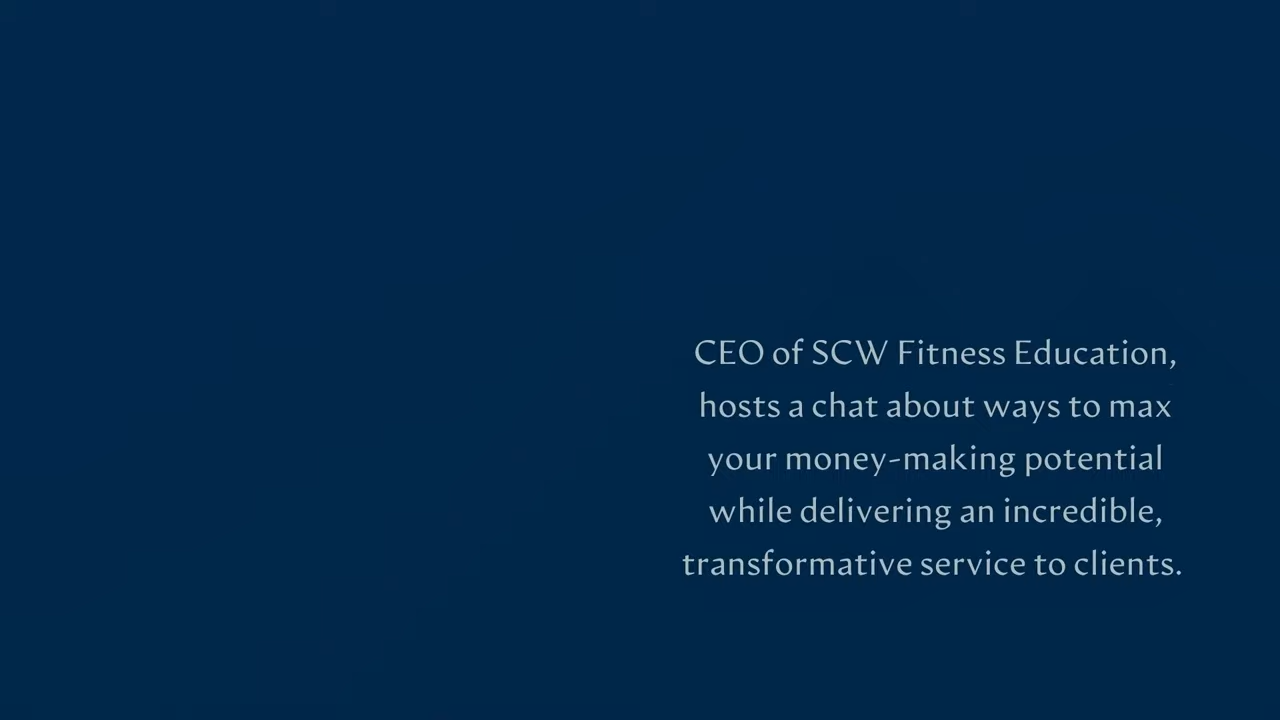 CEO of SCW Fitness Education,
hosts a chat about ways to max
your money-making potential
while delivering an incredible,
transformative service to clients.